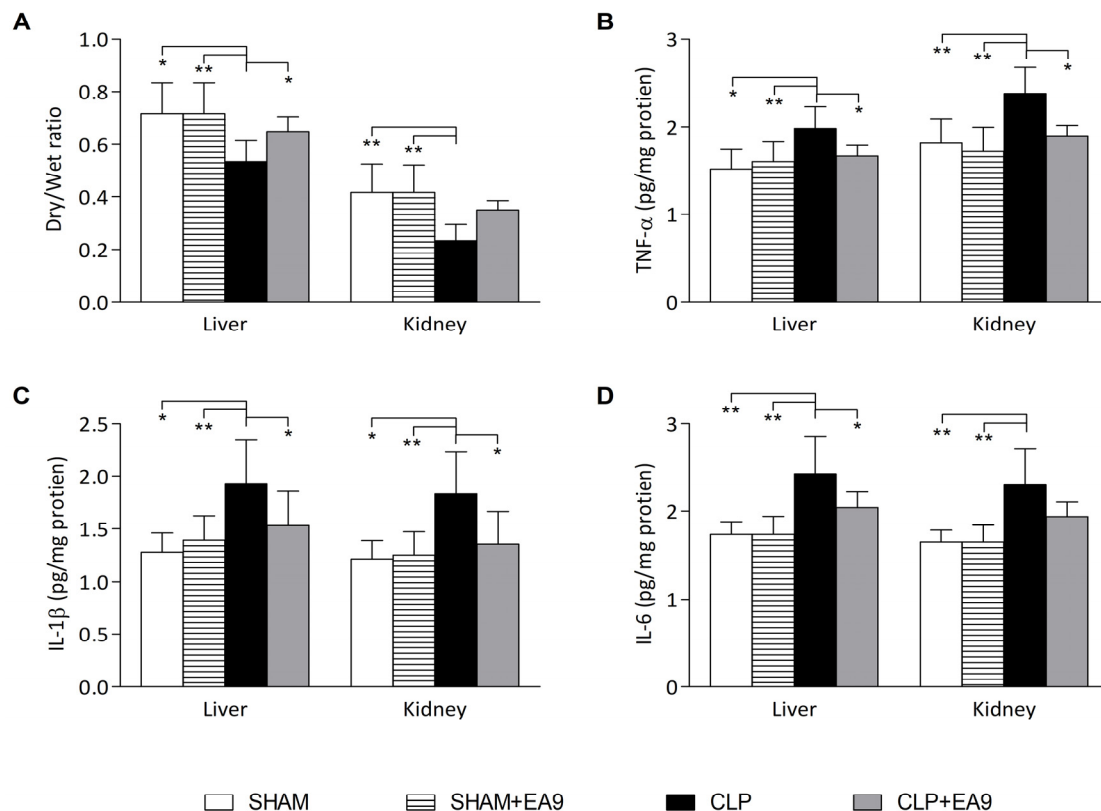 A
Dry/Wet ratio
1.0
0.8
0.6
0.4
0.2
0.0
* ** *
** **
Liver Kidney
B
TNF-α (pg/mg protien)
3
2
1
0
* ** *
** ** *
Liver Kidney
C
IL-1β (pg/mg protien)
2.5
2.0
1.5
1.0
0.5
0.0
* ** *
* ** *
Liver Kidney
D
IL-6 (pg/mg protien)
3
2
1
0
** ** *
** **
Liver Kidney
SHAM SHAM+EA9 CLP CLP+EA9